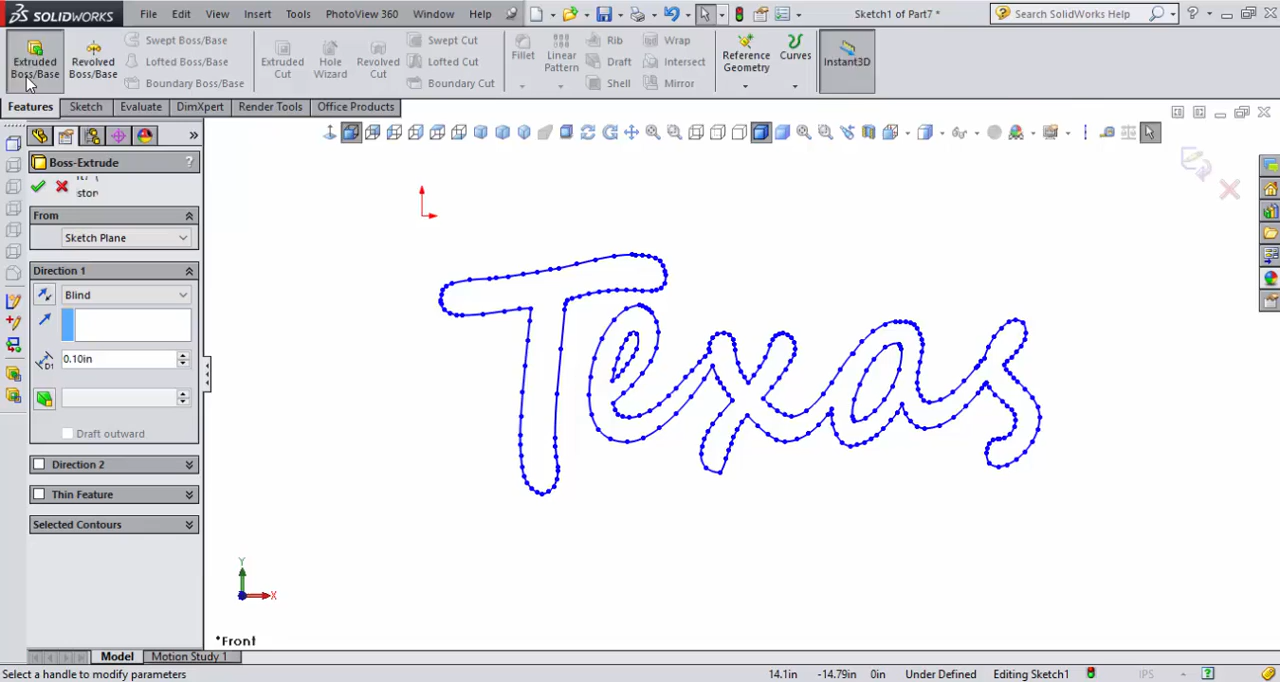 SOLIDWORKS File Edit View Insert Tools PhotoView 360 Window Help Sketch1 of Part7 * Search SolidWorks Help
Extruded Boss/Base
Revolved Boss/Base
Swept Boss/Base
Lofted Boss/Base
Boundary Boss/Base
Extruded Cut
Hole Wizard
Revolved Cut
Swept Cut
Lofted Cut
Boundary Cut
Fillet
Linear Pattern
Rib
Draft
Shell
Wrap
Intersect
Mirror
Reference Geometry
Curves
Instant3D
Features Sketch Evaluate DimXpert Render Tools Office Products
Boss-Extrude ?
ston
From
Sketch Plane
Direction 1
Blind
D1
0.10in
Draft outward
Direction 2
Thin Feature
Selected Contours
Texas
Y
X
*Front
Model Motion Study 1
Select a handle to modify parameters 14.1in -14.79in 0in Under Defined Editing Sketch1 IPS